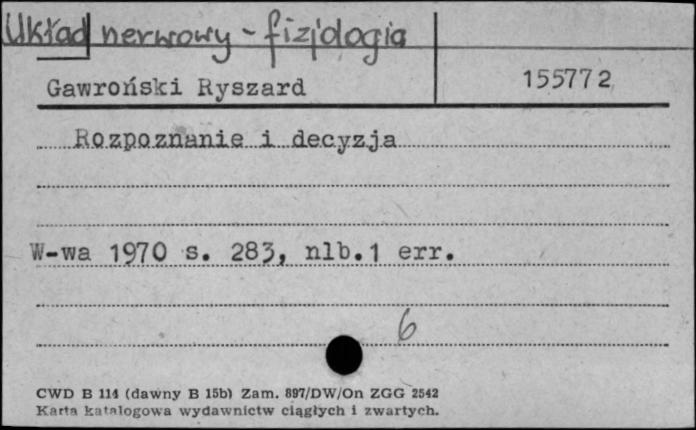 Układ nerwowy - fizjologia
Gawroński Ryszard 155772
Rozpoznanie i decyzja
W-wa 1970 s. 283, nlb.1 err.
6
CWD B 114 (dawny B 15b) Zam. 897/DW/On ZGG 2542
Karta katalogowa wydawnictw ciągłych i zwartych.